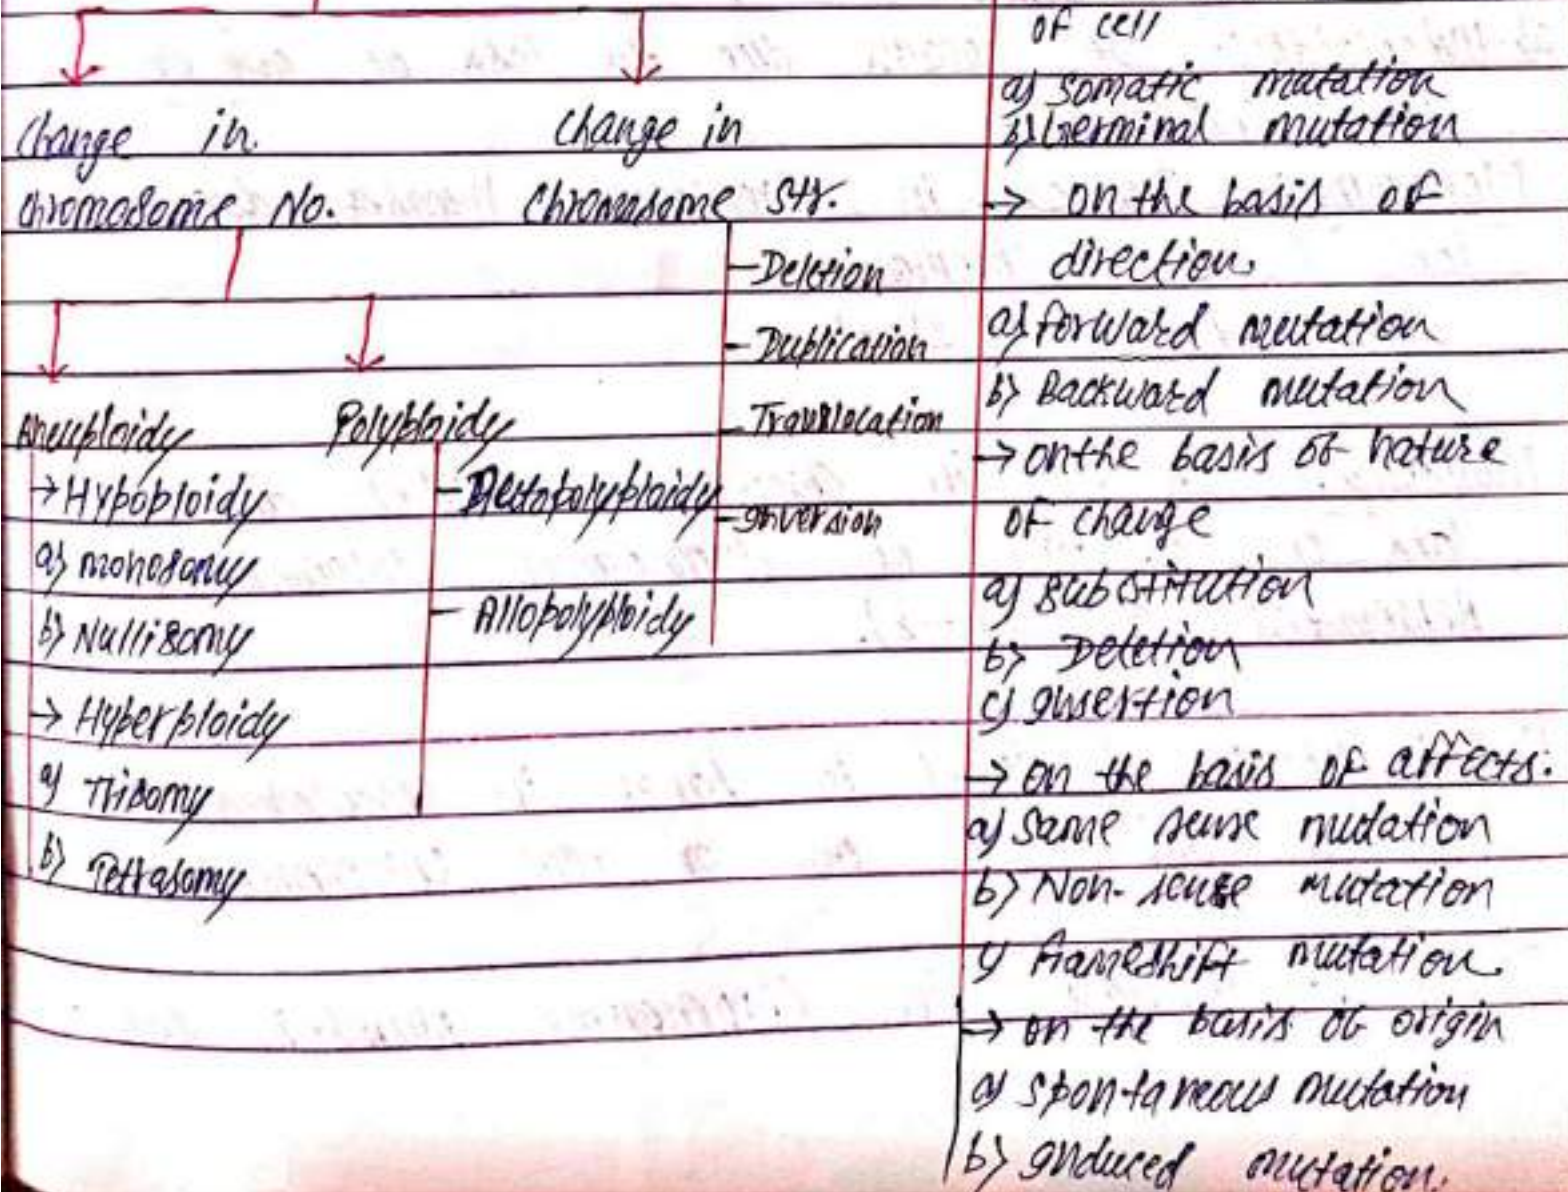 Change in.
Chromosome No.
Change in
Chromosome Str.
Aneuploidy
→ Hypoploidy
a) monosomy
b) Nullisomy
→ Hyperploidy
a) Trisomy
b) Tetrasomy
Polyploidy
Autopolyploidy
Allopolyploidy
Deletion
Duplication
Translocation
Inversion
of cell
a) somatic mutation
b) Germinal mutation
→ on the basis of
direction.
a) forward mutation
b) Backward mutation
→ on the basis of nature
of change
a) substitution
b) Deletion
c) insertion
→ on the basis of affects.
a) Same sense mutation
b) Non-sense mutation
c) frameshift mutation.
→ on the basis of origin
a) spontaneous mutation
b) induced mutation.